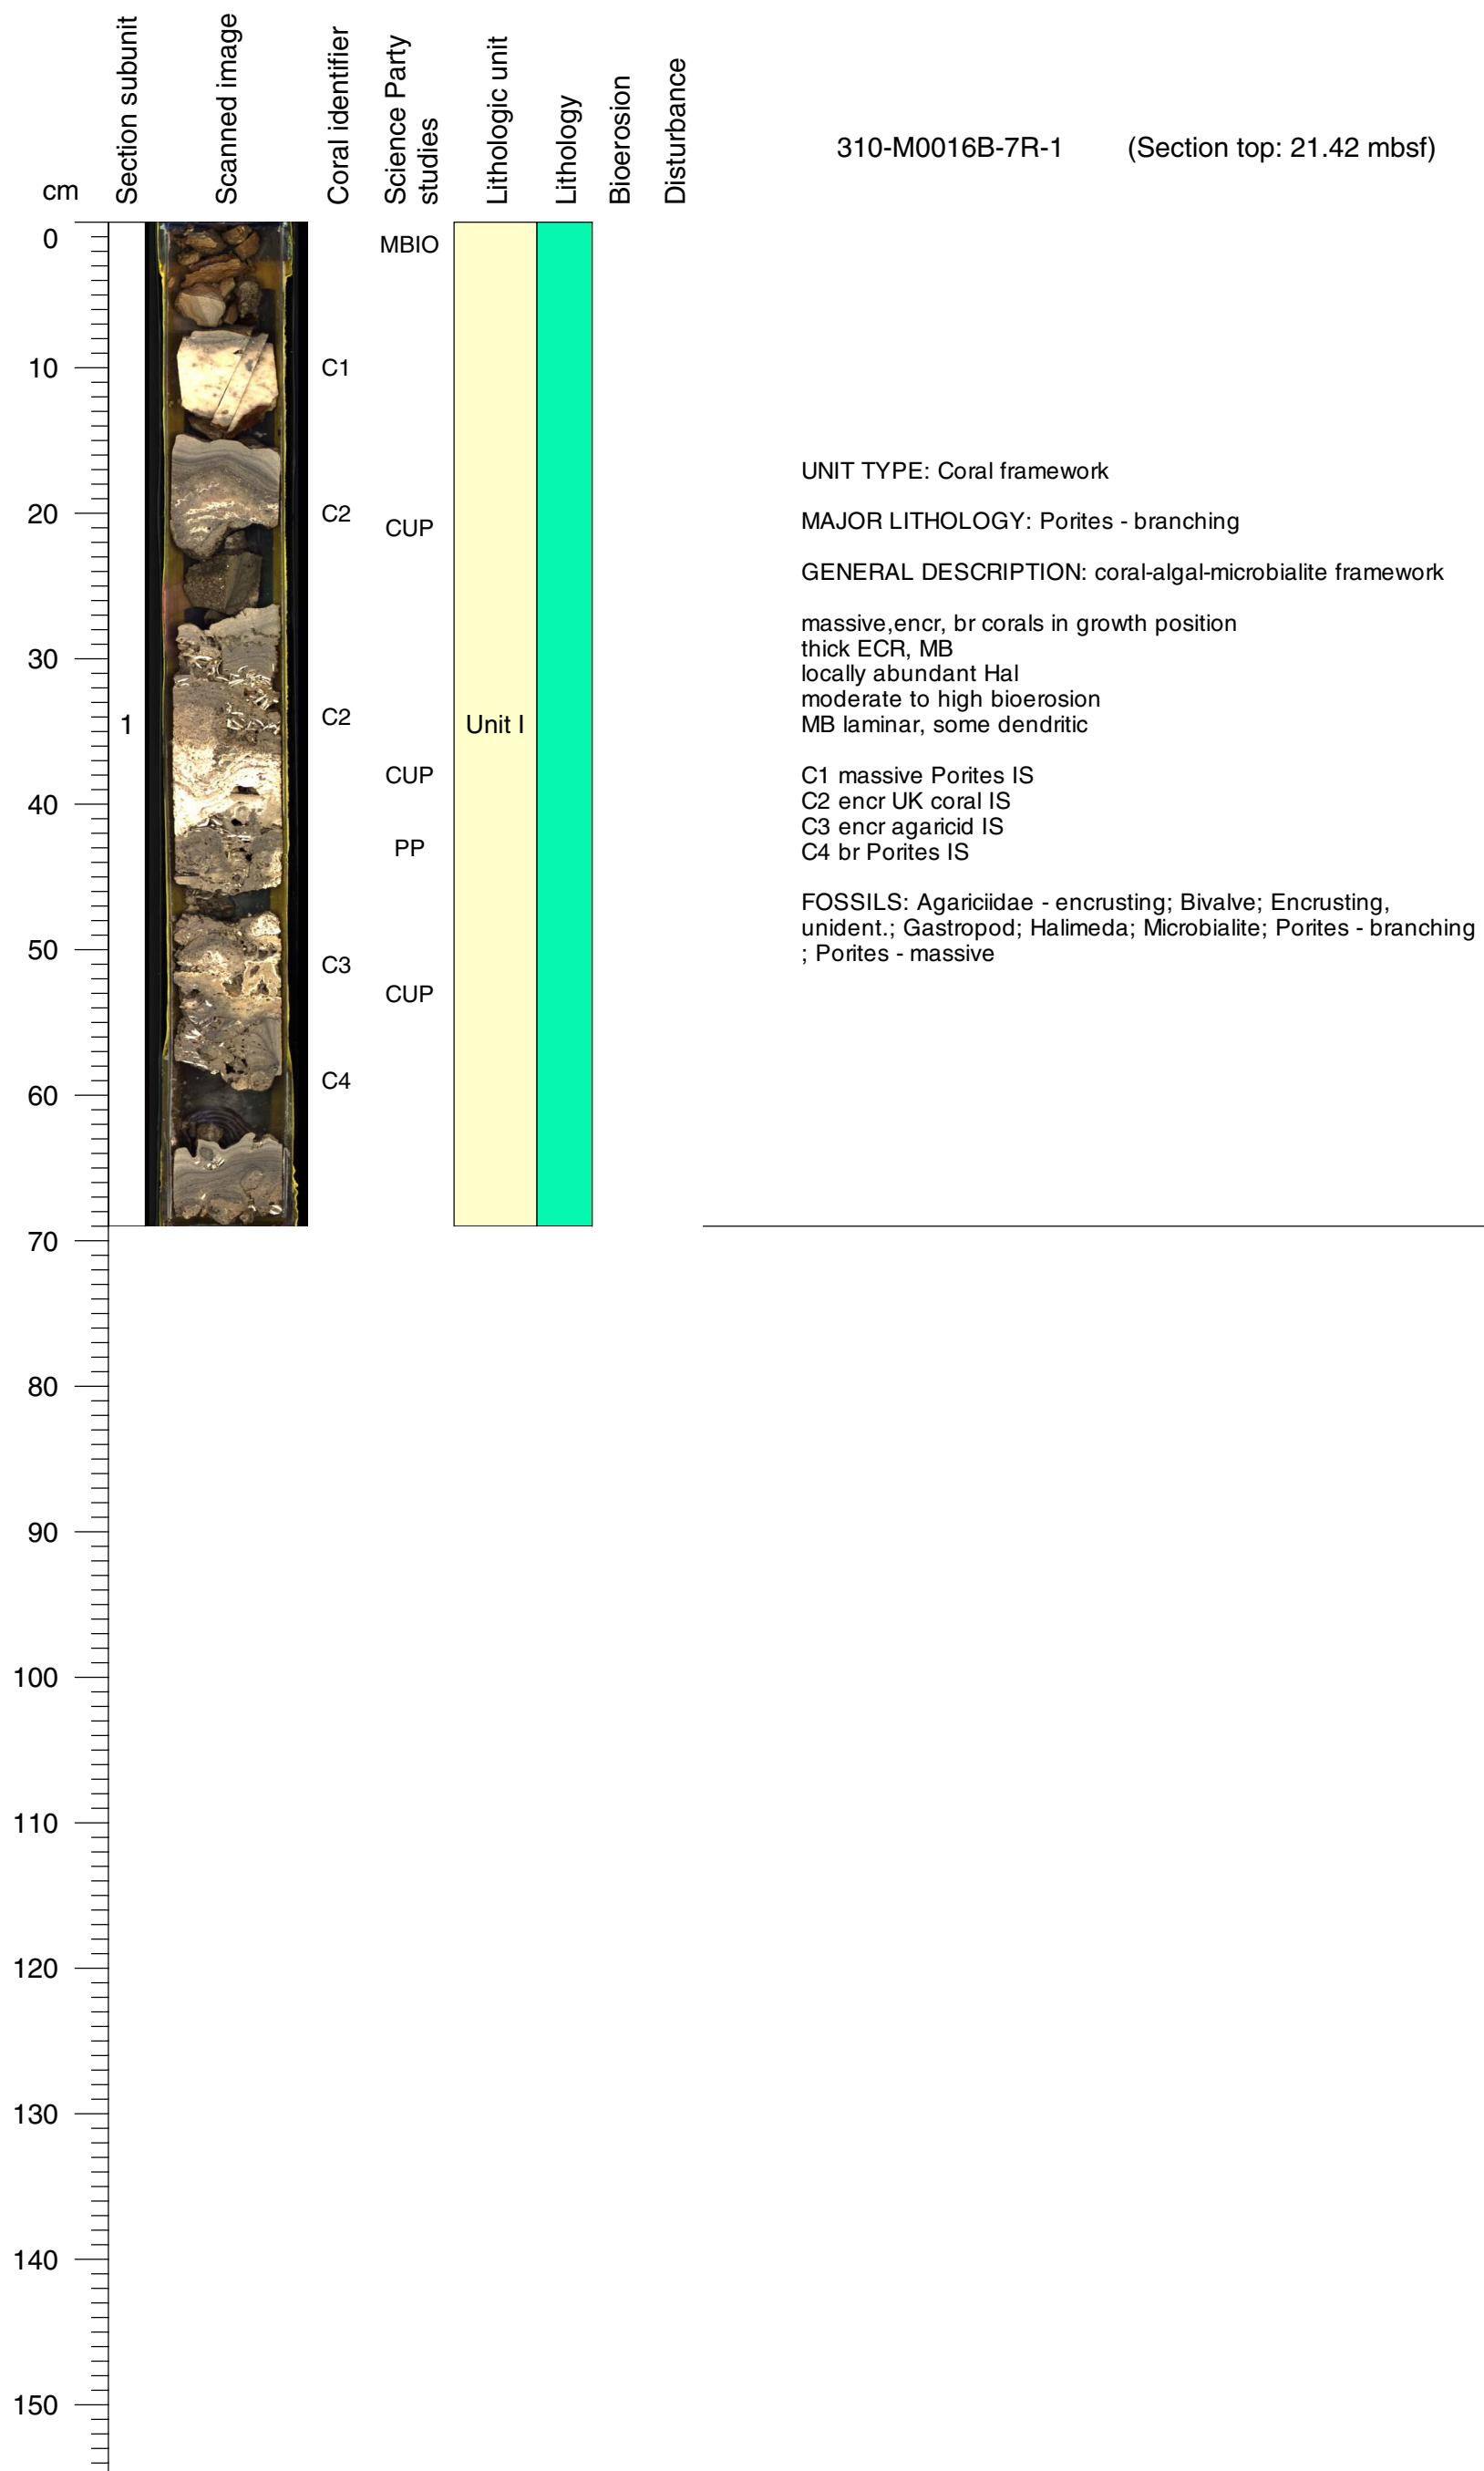 cm
Section subunit
Scanned image
Coral identifier
Science Party
studies
Lithologic unit
Lithology
Bioerosion
Disturbance
310-M0016B-7R-1 (Section top: 21.42 mbsf)
0
MBIO
10
C1
UNIT TYPE: Coral framework
20
C2
CUP
MAJOR LITHOLOGY: Porites - branching
GENERAL DESCRIPTION: coral-algal-microbialite framework
massive,encr, br corals in growth position
30
thick ECR, MB
locally abundant Hal
moderate to high bioerosion
1
C2
Unit I
MB laminar, some dendritic
CUP
C1 massive Porites IS
40
C2 encr UK coral IS
C3 encr agaricid IS
PP
C4 br Porites IS
FOSSILS: Agariciidae - encrusting; Bivalve; Encrusting,
unident.; Gastropod; Halimeda; Microbialite; Porites - branching
; Porites - massive
50
C3
CUP
60
C4
70
80
90
100
110
120
130
140
150